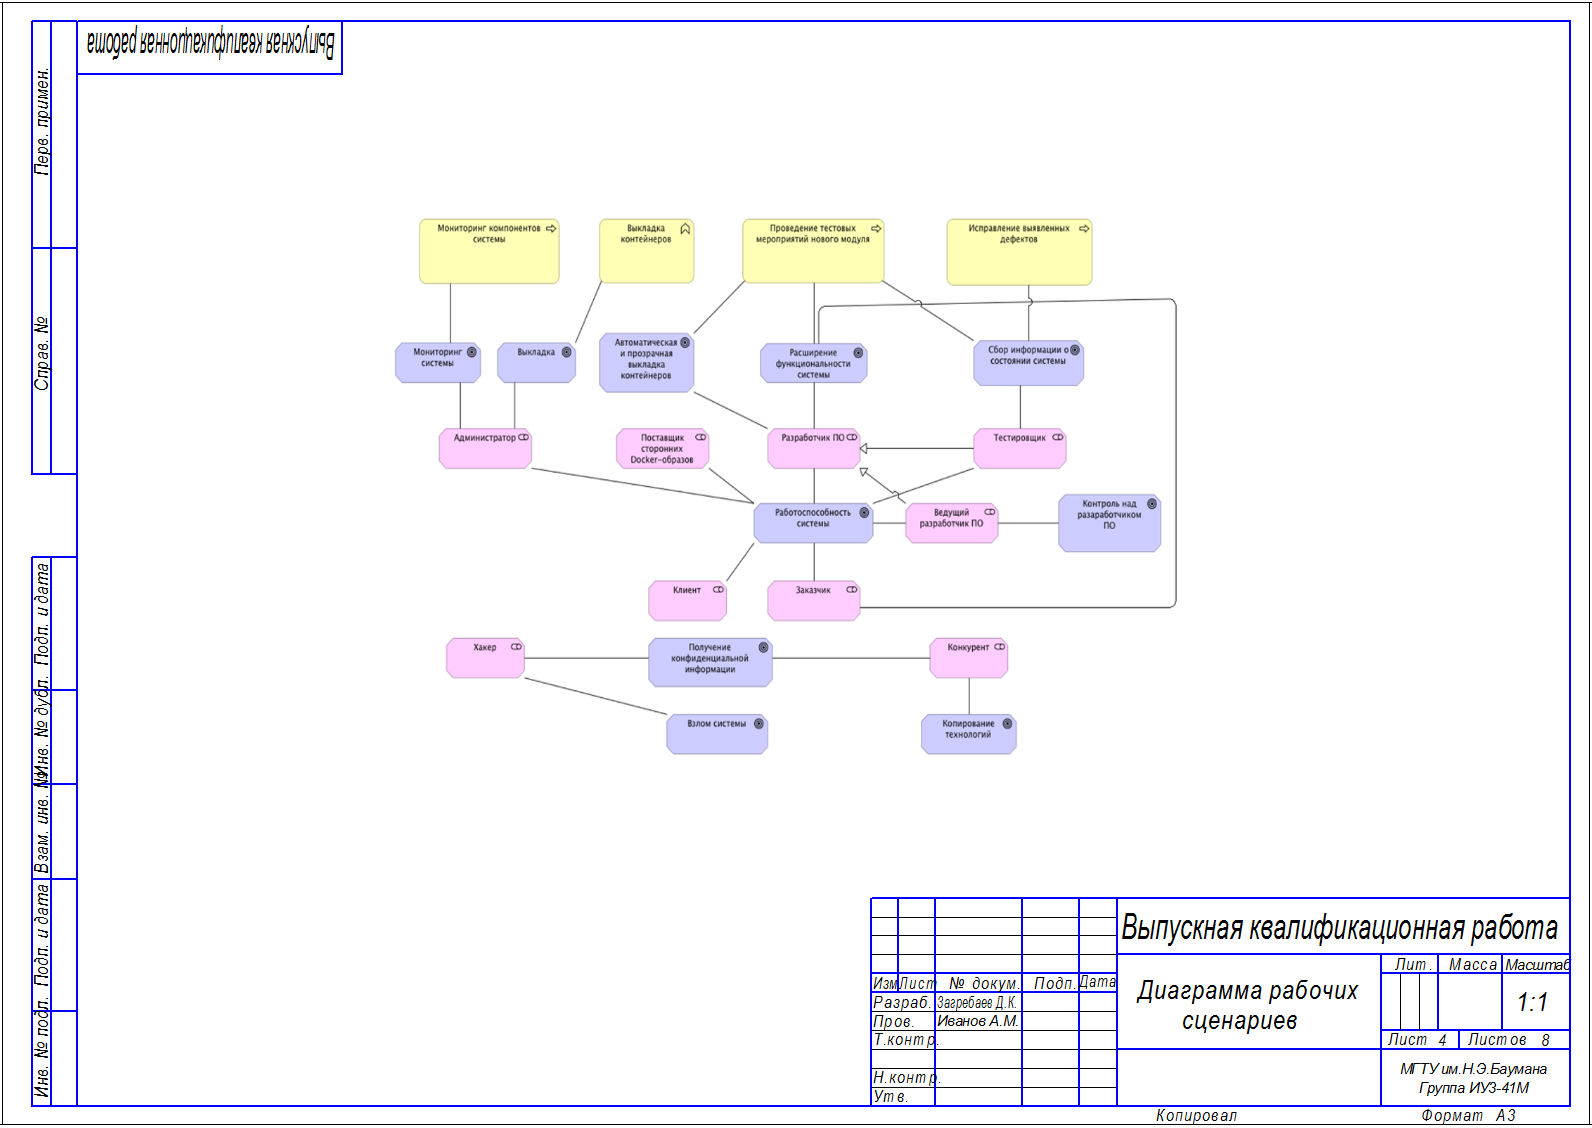 Выпускная квалификационная работа
Перв. примен.
Справ. №
Подп. и дата
Инв. № дубл.
Взам. инв. №
Подп. и дата
Инв. № подл.
Мониторинг компонентов
системы
Выкладка
контейнеров
Проведение тестовых
мероприятий нового модуля
Исправление выявленных
дефектов
Мониторинг
системы
Выкладка
Автоматическая
и прозрачная
выкладка
контейнеров
Расширение
функциональности
системы
Сбор информации о
состоянии системы
Администратор
Поставщик
сторонних
Docker-образов
Разработчик ПО
Тестировщик
Работоспособность
системы
Ведущий
разработчик ПО
Контроль над
разаработчиком
ПО
Клиент
Заказчик
Хакер
Получение
конфиденциальной
информации
Конкурент
Взлом системы
Копирование
технологий
Выпускная квалификационная работа
Изм Лист № докум. Подп. Дата
Разраб. Загребаев Д.К.
Пров. Иванов А.М.
Т.контр.
Н.контр.
Утв.
Диаграмма рабочих
сценариев
Лит. Масса Масштаб
1:1
Лист 4 Листов 8
МГТУ им.Н.Э.Баумана
Группа ИУ3-41М
Копировал Формат А3